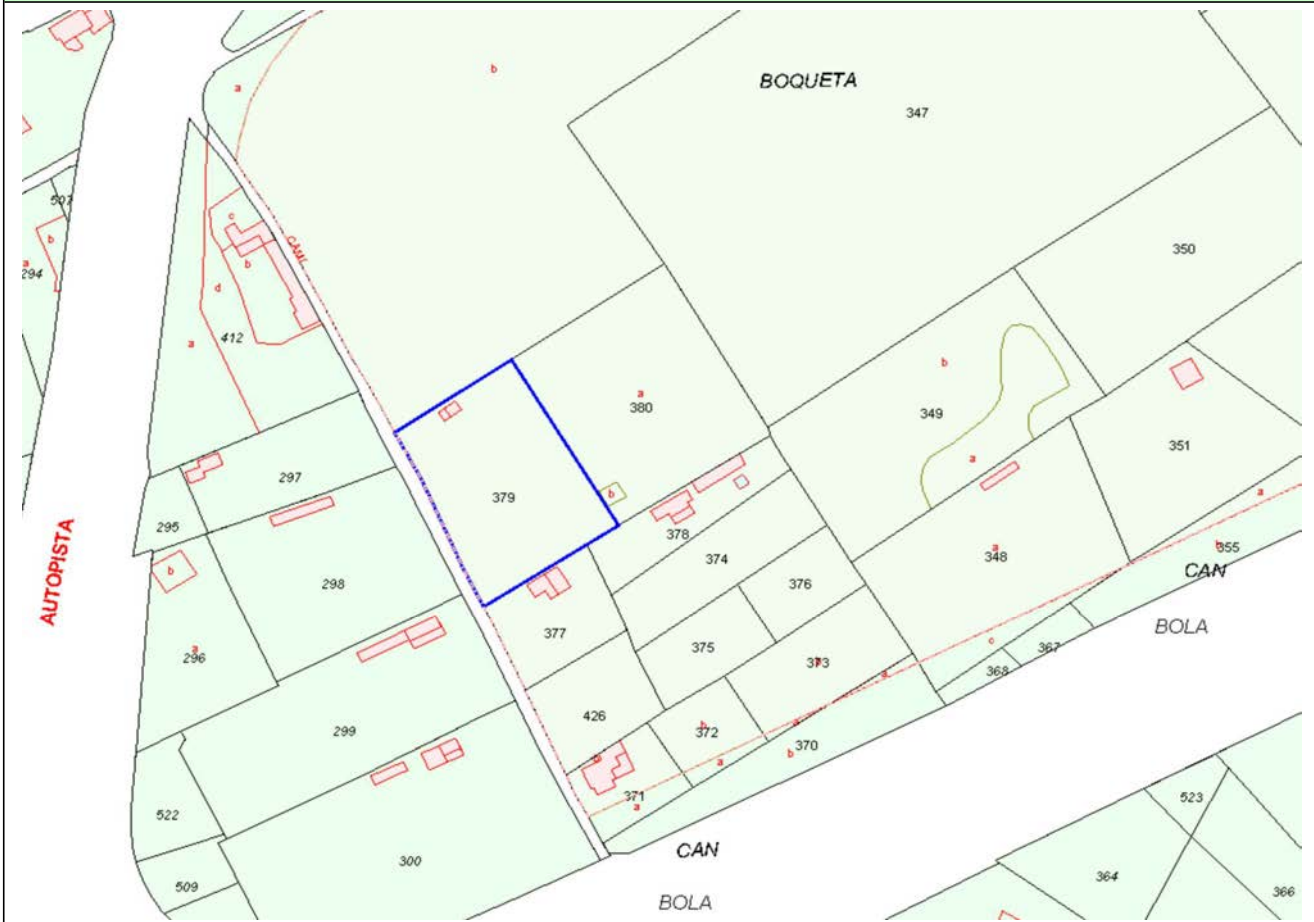 b
BOQUETA
a
347
507
c
CAMI
b
b
350
a
294
d
412
a
b
a
380
349
351
297
a
b
379
a
295
378
a
b
348
355
374
CAN
AUTOPISTA
b
298
376
377
BOLA
c
375
367
a
296
373
368
a
426
b
372
a
299
370
a
b
371
a
523
522
CAN
364
300
509
366
BOLA